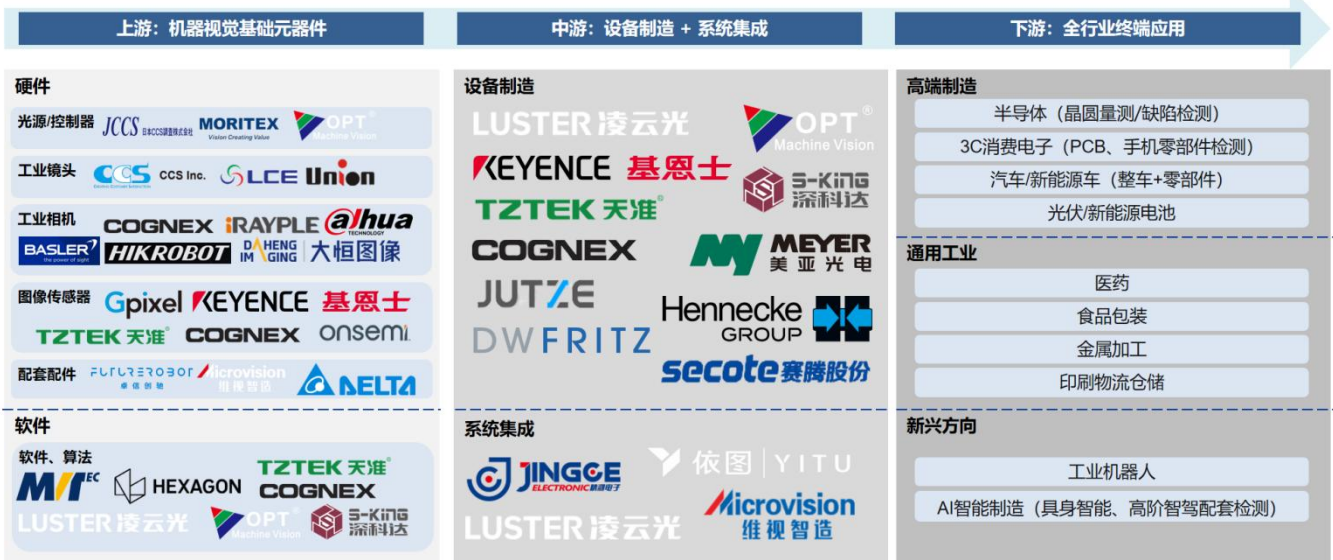 上游：机器视觉基础元器件
中游：设备制造 + 系统集成
下游：全行业终端应用
硬件
光源/控制器
JCCS 日本CCS調査株式会社
MORITEX
Vision Creating Value
OPT®
Machine Vision
工业镜头
CCS
CCS Inc.
LCE
Union
工业相机
COGNEX
iRAYPLE
alhua
TECHNOLOGY
BASLER
the power of sight
HIKROBOT
DAHENG
IMAGING
大恒图像
图像传感器
Gpixel
KEYENCE 基恩士
TZTEK 天准®
COGNEX
onsemi
配套配件
FUTUREROBOT
卓信创驰
Microvision
维视智造
DELTA
软件
软件、算法
MVTEC
HEXAGON
TZTEK 天准®
COGNEX
LUSTER 凌云光
OPT®
Machine Vision
S-KING
深科达
设备制造
LUSTER 凌云光
OPT®
Machine Vision
KEYENCE 基恩士
S-KING
深科达
TZTEK 天准®
COGNEX
MEYER
美亚光电
JUTZE
Hennecke
GROUP
DWFRITZ
secote 赛腾股份
系统集成
JINGCE
ELECTRONIC 精测电子
依图 | YITU
LUSTER 凌云光
Microvision
维视智造
高端制造
半导体（晶圆量测/缺陷检测）
3C消费电子（PCB、手机零部件检测）
汽车/新能源车（整车+零部件）
光伏/新能源电池
通用工业
医药
食品包装
金属加工
印刷物流仓储
新兴方向
工业机器人
AI智能制造（具身智能、高阶智驾配套检测）